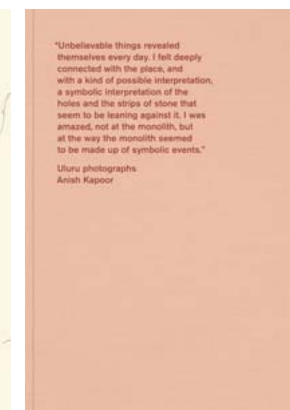 "Unbelievable things revealed
themselves every day. I felt deeply
connected with the place, and
with a kind of possible interpretation,
a symbolic interpretation of the
holes and the strips of stone that
seem to be leaning against it. I was
amazed, not at the monolith, but
at the way the monolith seemed
to be made up of symbolic events."
Uluru photographs
Anish Kapoor